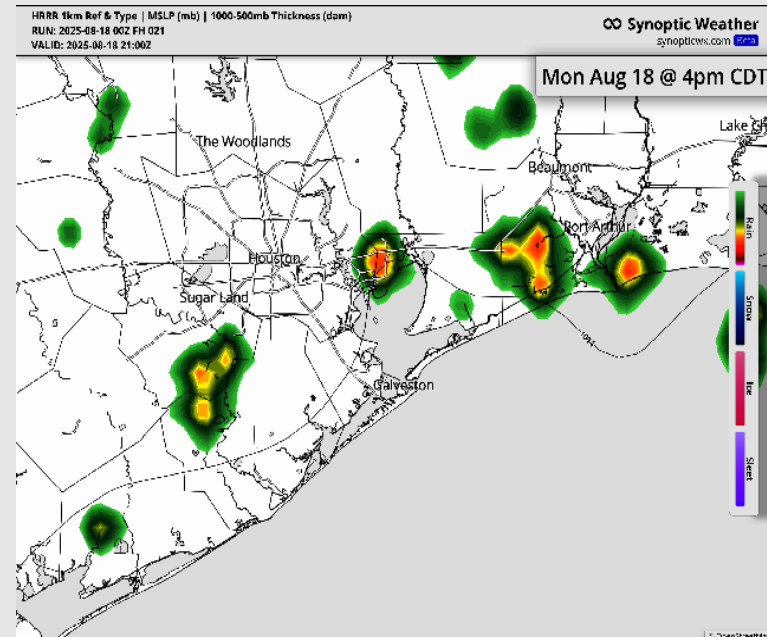 HRRR 1km Ref & Type | MSLP (mb) | 1000-500mb Thickness (dam)
RUN: 2025-08-18 00Z FH 021
VALID: 2025-08-18 21:00Z
Synoptic Weather
synopticwx.com Beta
Mon Aug 18 @ 4pm CDT
Lake Ch
The Woodlands
Beaumont
Port Arthur
Houston
Sugar Land
Galveston
Rain
Snow
Ice
Sleet